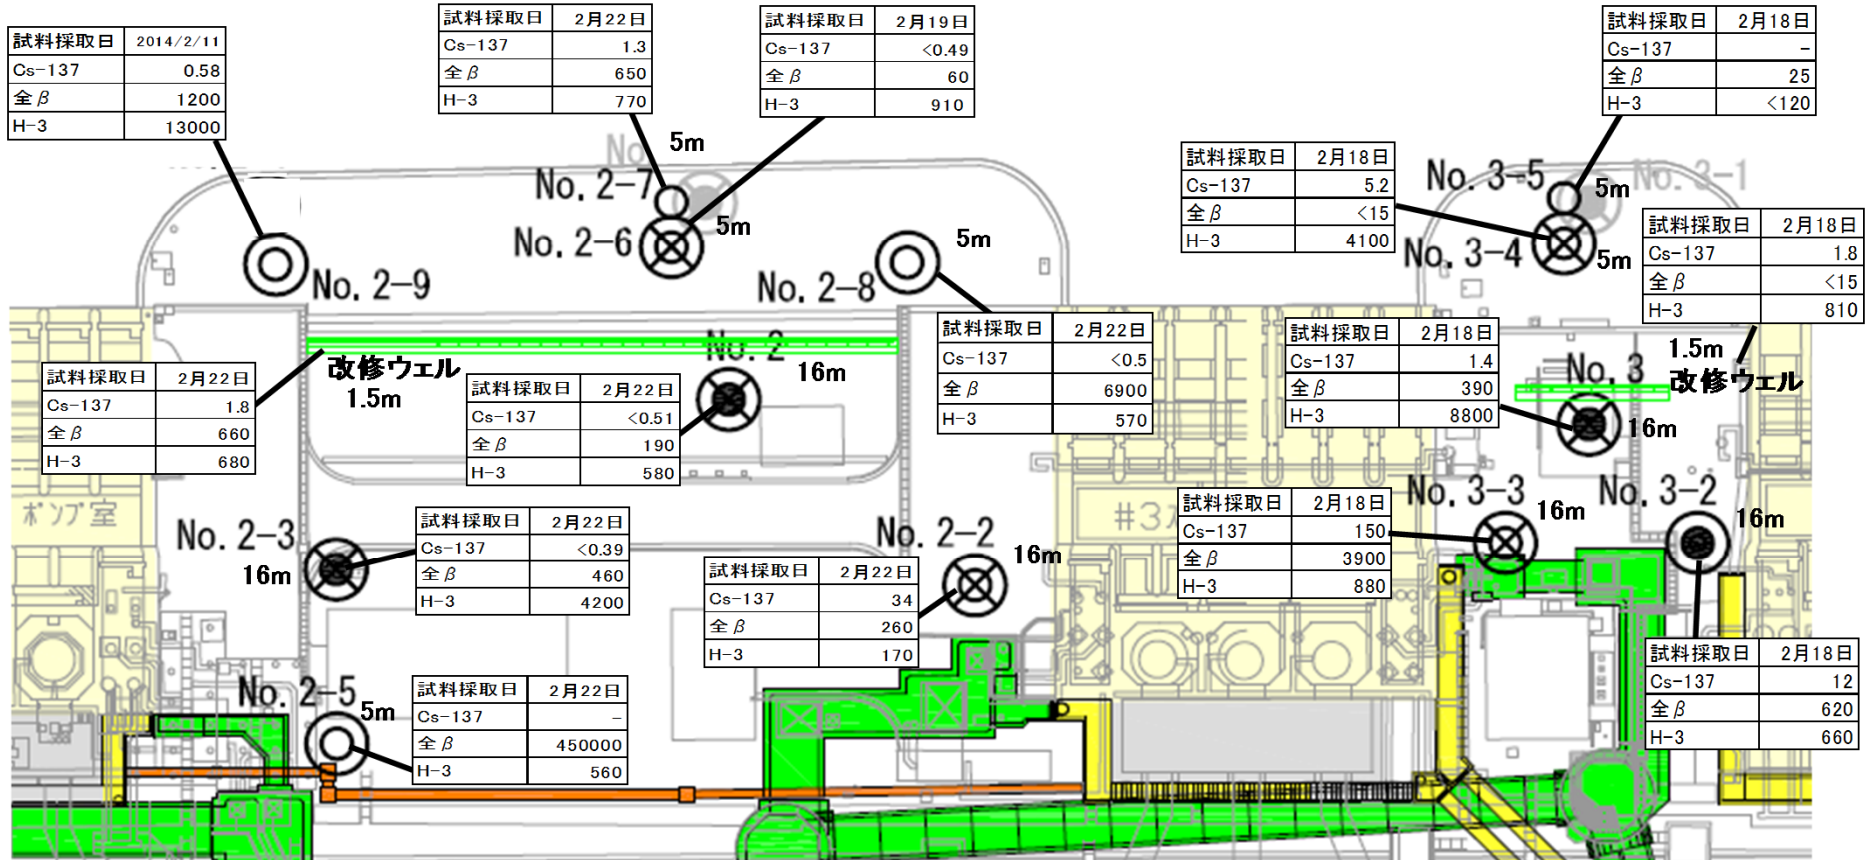 試料採取日 2014/2/11
Cs-137 0.58
全β 1200
H-3 13000
試料採取日 2月22日
Cs-137 1.3
全β 650
H-3 770
試料採取日 2月19日
Cs-137 <0.49
全β 60
H-3 910
試料採取日 2月18日
Cs-137 -
全β 25
H-3 <120
試料採取日 2月18日
Cs-137 5.2
全β <15
H-3 4100
試料採取日 2月18日
Cs-137 1.8
全β <15
H-3 810
No. 5m
No. 2-7
5m
No. 2-6
No. 2-9
5m
No. 2-8
No. 3-5 5m No. 3-1
No. 3-4 5m
試料採取日 2月22日
Cs-137 <0.5
全β 6900
H-3 570
試料採取日 2月18日
Cs-137 1.4
全β 390
H-3 8800
No. 2
16m
改修ウェル
1.5m
No. 3
16m
1.5m
改修ウェル
試料採取日 2月22日
Cs-137 1.8
全β 660
H-3 680
試料採取日 2月22日
Cs-137 <0.51
全β 190
H-3 580
ポンプ室
No. 2-3
16m
試料採取日 2月22日
Cs-137 <0.39
全β 460
H-3 4200
No. 2-2
16m
試料採取日 2月22日
Cs-137 34
全β 260
H-3 170
#3
試料採取日 2月18日
Cs-137 150
全β 3900
H-3 880
No. 3-3
16m
No. 3-2
16m
試料採取日 2月18日
Cs-137 12
全β 620
H-3 660
No. 2-5
5m
試料採取日 2月22日
Cs-137 -
全β 450000
H-3 560